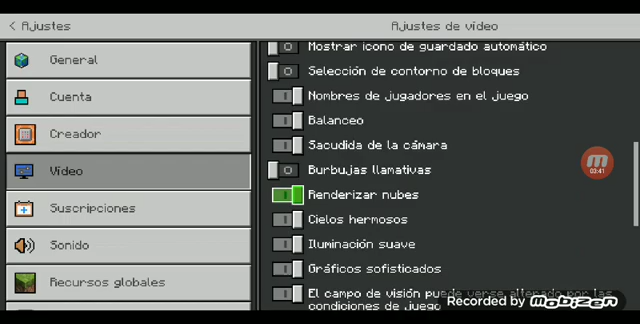 Ajustes
Ajustes de vídeo
General
Cuenta
Creador
Vídeo
Suscripciones
Sonido
Recursos globales
Mostrar icono de guardado automático
Selección de contorno de bloques
Nombres de jugadores en el juego
Balanceo
Sacudida de la cámara
Burbujas llamativas
Renderizar nubes
Cielos hermosos
Iluminación suave
Gráficos sofisticados
El campo de visión puede verse alterado por las
condiciones de juego
03:41
Recorded by mobizen